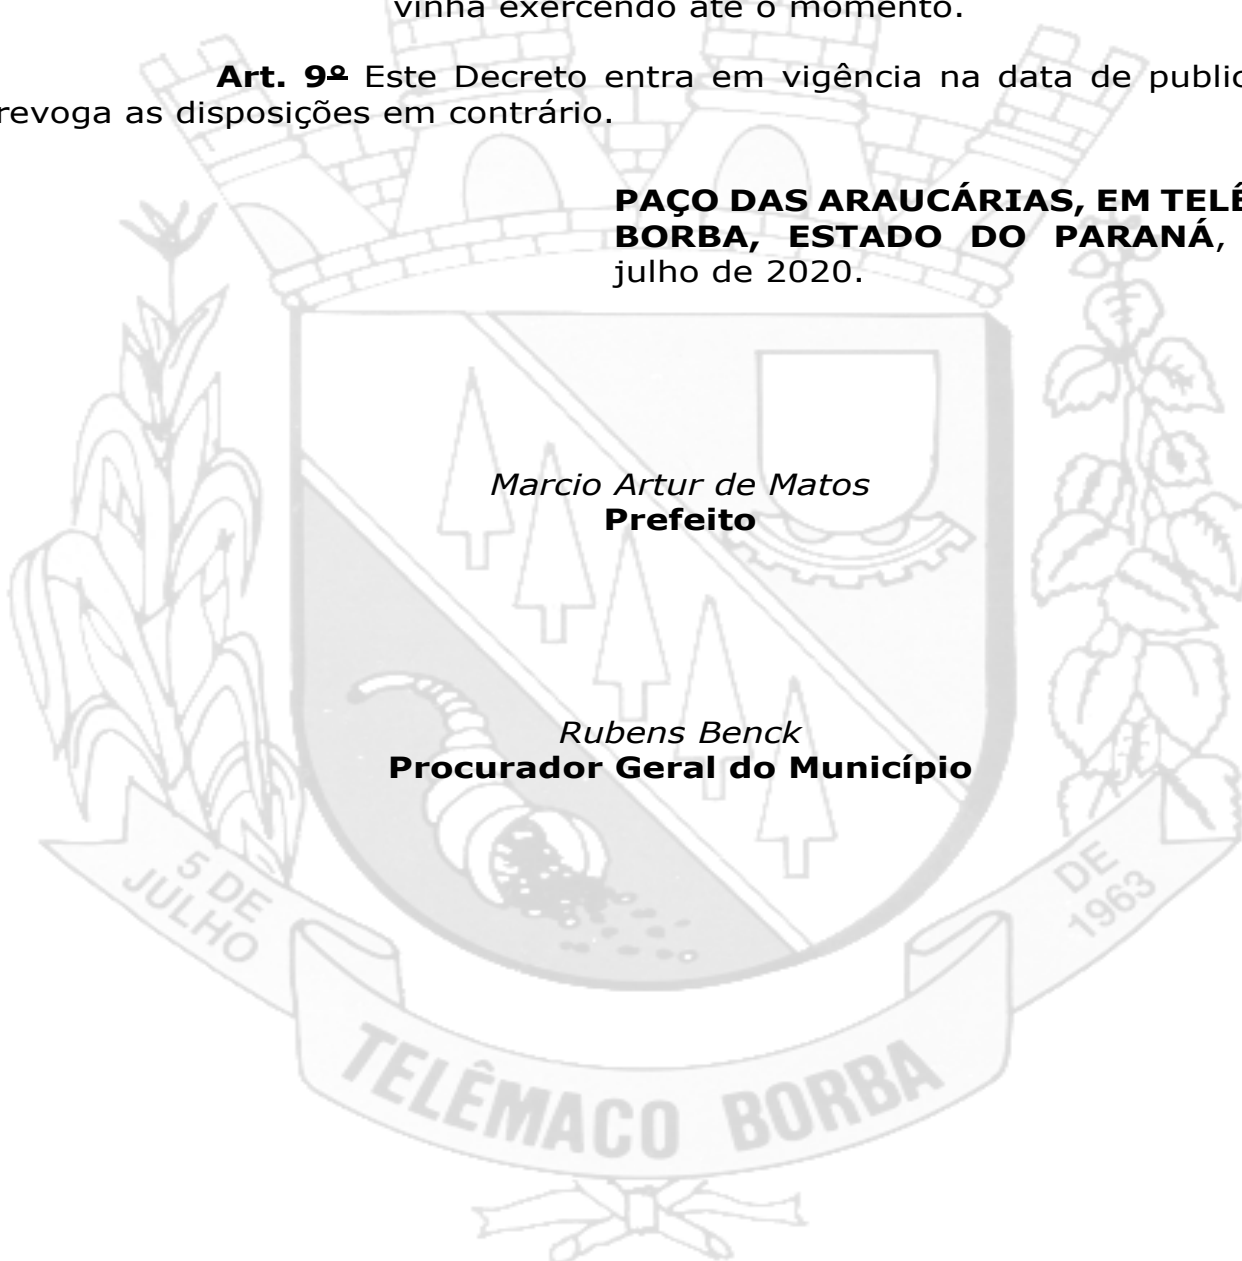 vinha exercendo até o momento.
Art. 9º Este Decreto entra em vigência na data de public
revoga as disposições em contrário.
PAÇO DAS ARAUCÁRIAS, EM TELÊ
BORBA, ESTADO DO PARANÁ,
julho de 2020.
Marcio Artur de Matos
Prefeito
Rubens Benck
Procurador Geral do Município
5 DE
JULHO
DE
1963
TELÊMACO BORBA